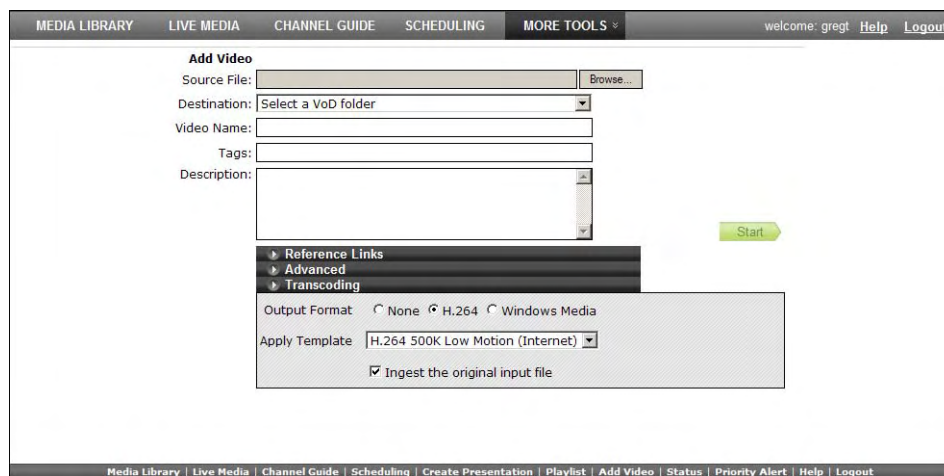 MEDIA LIBRARY LIVE MEDIA CHANNEL GUIDE SCHEDULING MORE TOOLS welcome: gregt Help Logout
Add Video
Source File: Browse...
Destination: Select a VoD folder
Video Name:
Tags:
Description:
Start
Reference Links
Advanced
Transcoding
Output Format None H.264 Windows Media
Apply Template H.264 500K Low Motion (Internet)
Ingest the original input file
Media Library | Live Media | Channel Guide | Scheduling | Create Presentation | Playlist | Add Video | Status | Priority Alert | Help | Logout